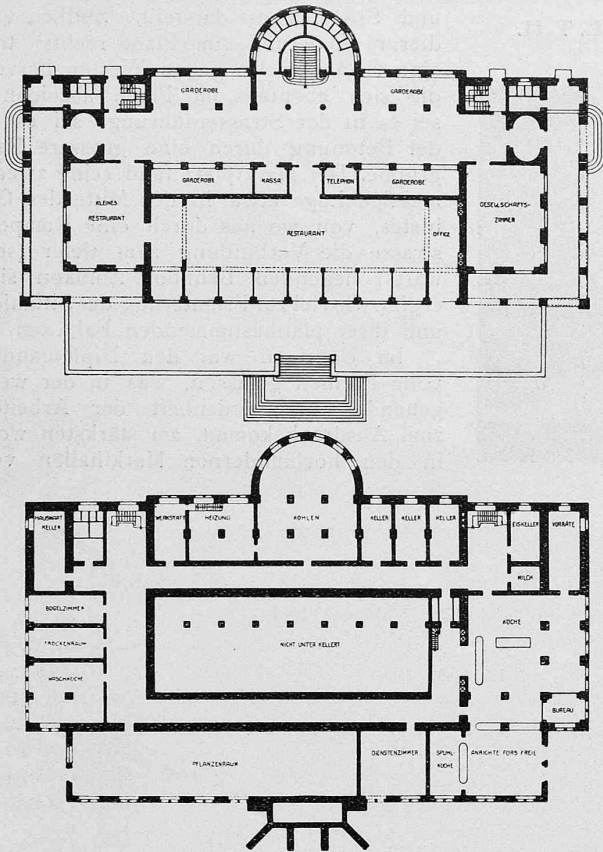 GARDEROBE GARDEROBE
GARDEROBE KASSA TELEPHON GARDEROBE
KLEINES
RESTAURANT
RESTAURANT
OFFICE
GESELLSCHAFTS-
ZIMMER
HAUSWART
KELLER
WERKSTATT HEIZUNG KOHLEN KELLER KELLER KELLER
EISKELLER VORRÄTE
MILCH
BÜGELZIMMER
TROCKENRAUM
WASCHKÜCHE
NICHT UNTERKELLERT
KÜCHE
BUREAU
PFLANZENRAUM
DIENSTENZIMMER
SPÜHL-
KÜCHE
ANRICHTE FÜRS FREIE